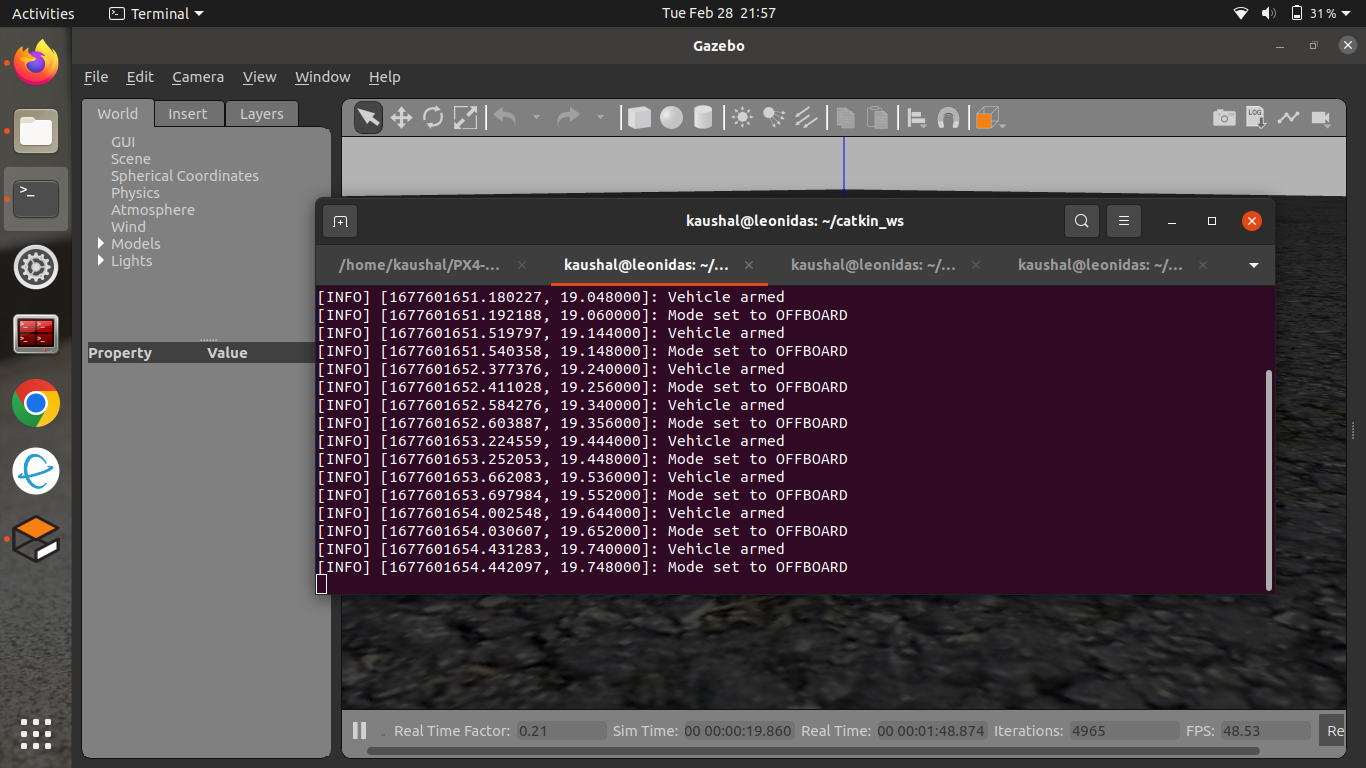 Activities
Terminal
Tue Feb 28 21:57
31 %
Gazebo
File Edit Camera View Window Help
World Insert Layers
GUI
Scene
Spherical Coordinates
Physics
Atmosphere
Wind
Models
Lights
Property Value
LOG
kaushal@leonidas: ~/catkin_ws
/home/kaushal/PX4-... kaushal@leonidas: ~/... kaushal@leonidas: ~/... kaushal@leonidas: ~/...
[INFO] [1677601651.180227, 19.048000]: Vehicle armed
[INFO] [1677601651.192188, 19.060000]: Mode set to OFFBOARD
[INFO] [1677601651.519797, 19.144000]: Vehicle armed
[INFO] [1677601651.540358, 19.148000]: Mode set to OFFBOARD
[INFO] [1677601652.377376, 19.240000]: Vehicle armed
[INFO] [1677601652.411028, 19.256000]: Mode set to OFFBOARD
[INFO] [1677601652.584276, 19.340000]: Vehicle armed
[INFO] [1677601652.603887, 19.356000]: Mode set to OFFBOARD
[INFO] [1677601653.224559, 19.444000]: Vehicle armed
[INFO] [1677601653.252053, 19.448000]: Mode set to OFFBOARD
[INFO] [1677601653.662083, 19.536000]: Vehicle armed
[INFO] [1677601653.697984, 19.552000]: Mode set to OFFBOARD
[INFO] [1677601654.002548, 19.644000]: Vehicle armed
[INFO] [1677601654.030607, 19.652000]: Mode set to OFFBOARD
[INFO] [1677601654.431283, 19.740000]: Vehicle armed
[INFO] [1677601654.442097, 19.748000]: Mode set to OFFBOARD
Real Time Factor: 0.21 Sim Time: 00 00:00:19.860 Real Time: 00 00:01:48.874 Iterations: 4965 FPS: 48.53 Re